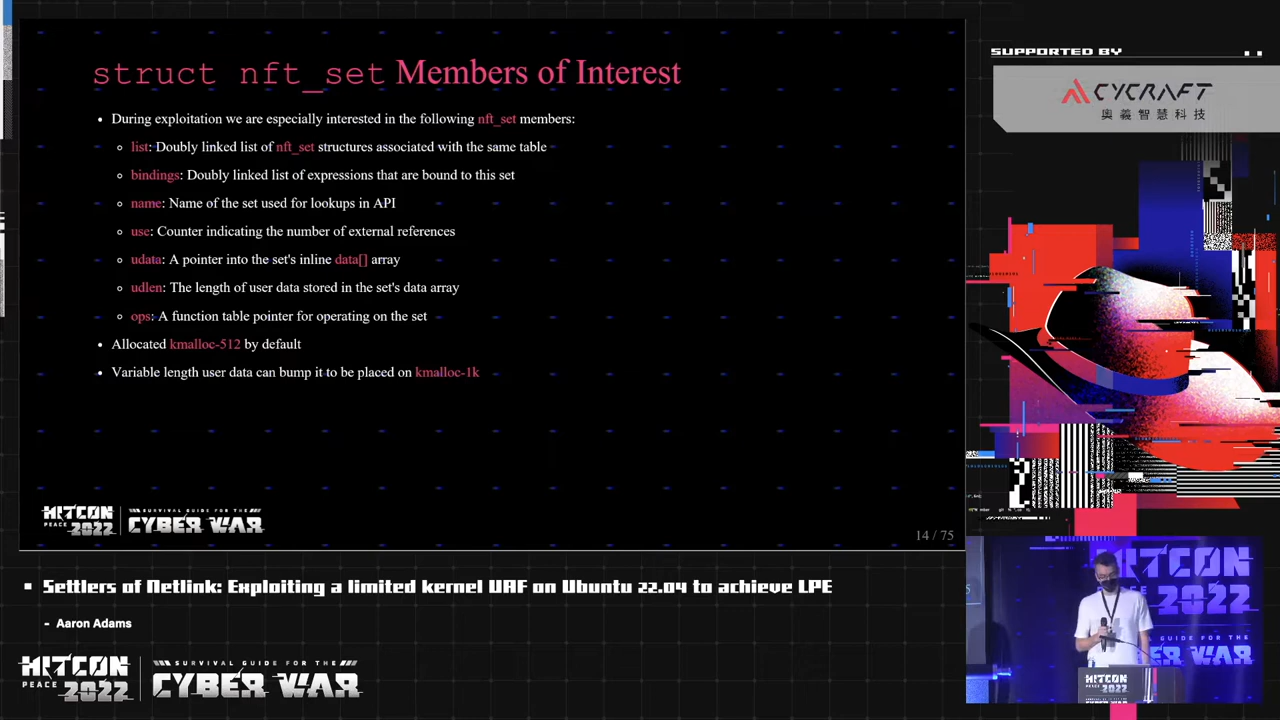 struct nft_set Members of Interest
• During exploitation we are especially interested in the following nft_set members:
◦ list: Doubly linked list of nft_set structures associated with the same table
◦ bindings: Doubly linked list of expressions that are bound to this set
◦ name: Name of the set used for lookups in API
◦ use: Counter indicating the number of external references
◦ udata: A pointer into the set's inline data[] array
◦ udlen: The length of user data stored in the set's data array
◦ ops: A function table pointer for operating on the set
• Allocated kmalloc-512 by default
• Variable length user data can bump it to be placed on kmalloc-1k
HITCON
PEACE 2022
SURVIVAL GUIDE FOR THE
CYBER WAR
14 / 75
SUPPORTED BY
CYCRAFT
奧義智慧科技
Settlers of Netlink: Exploiting a limited kernel UAF on Ubuntu 22.04 to achieve LPE
- Aaron Adams
HITCON
PEACE 2022
SURVIVAL GUIDE FOR THE
CYBER WAR
HITCON
2022
GUIDE FOR THE
BER WAR
HITCON
2022